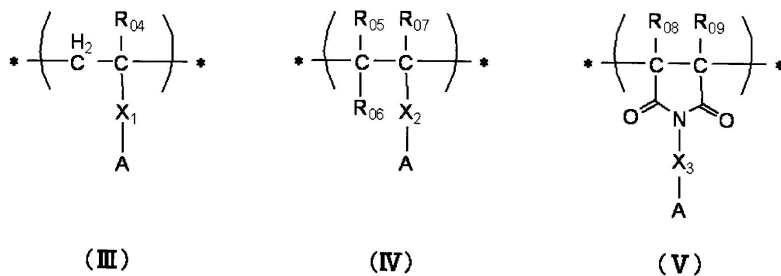 R04 R05 R07 R08 R09
* H2 C C * * C C * * C C *
X1 R06 X2 O N O
A A X3
A
(III) (IV) (V)